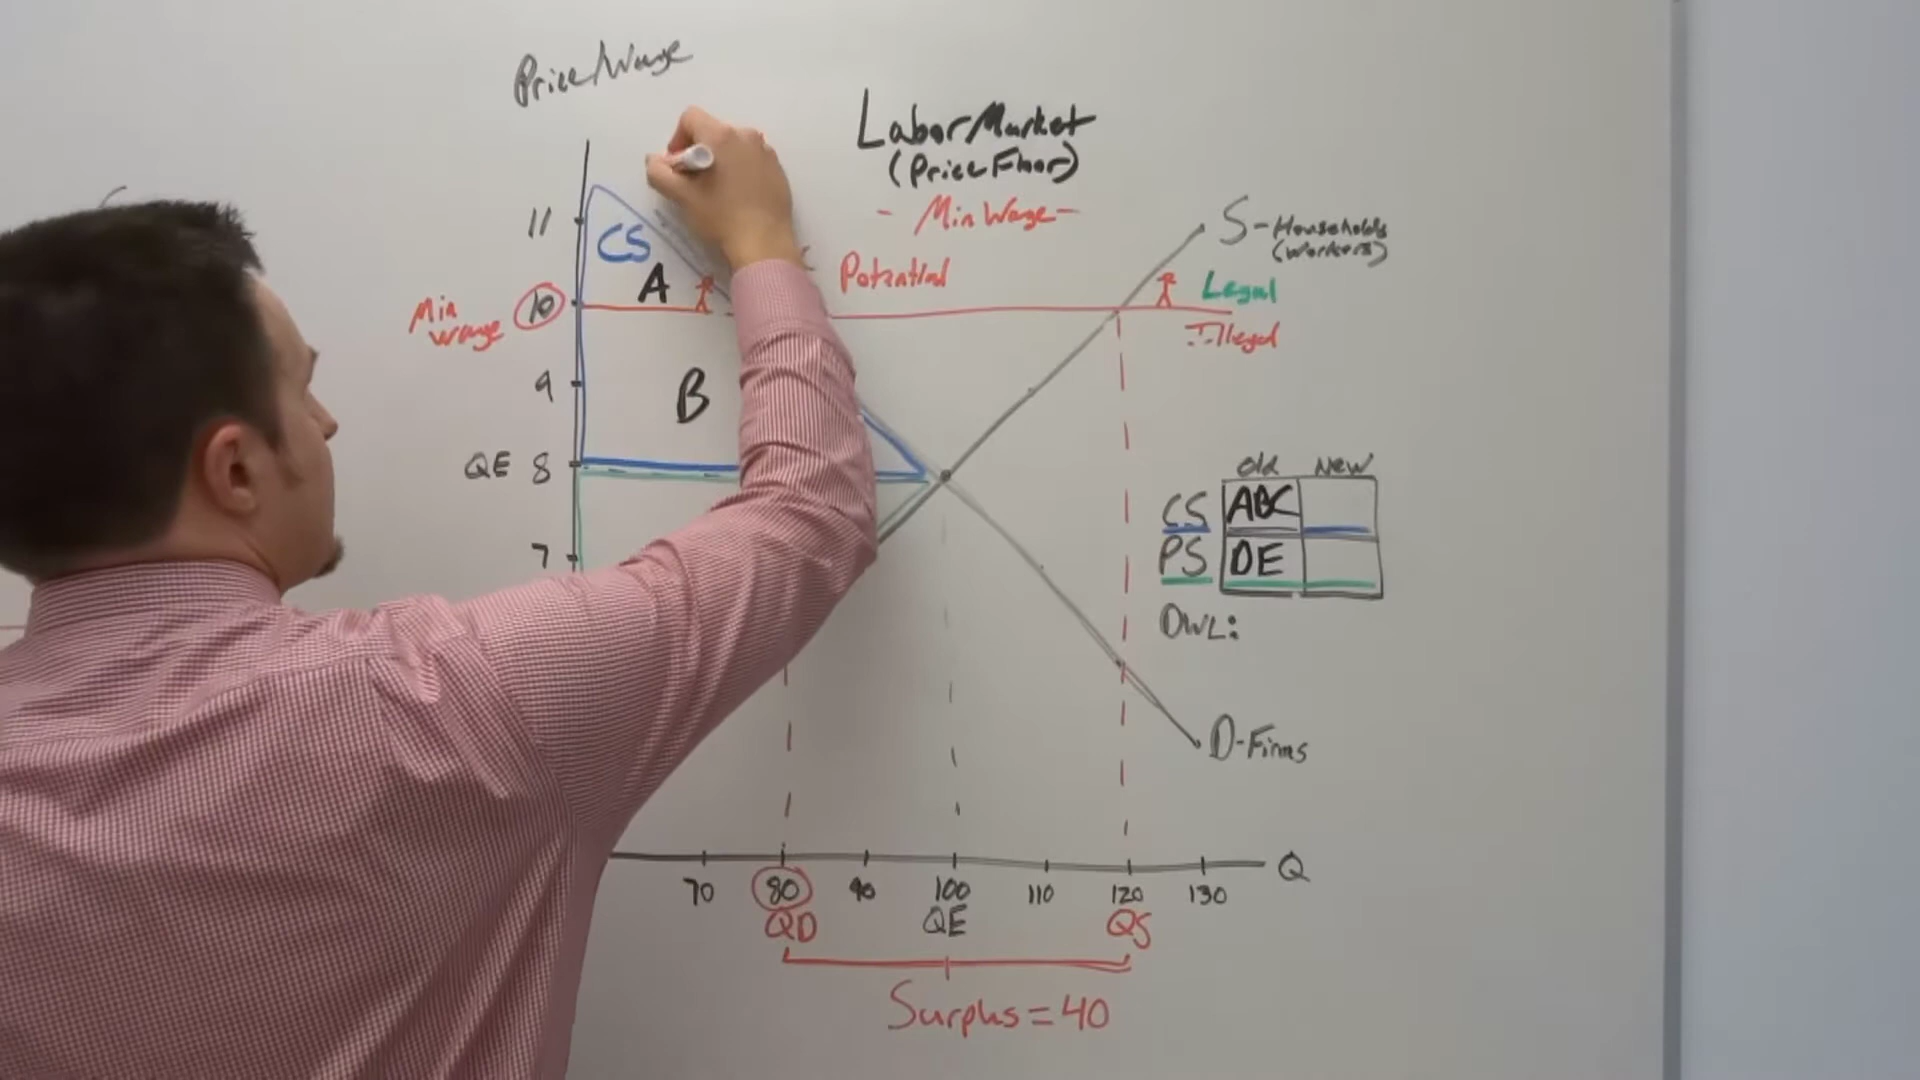 Price/Wage
Labor Market
(Price Floor)
- Min Wage -
11
CS
A
Potential
S-Households
(Workers)
Legal
Illegal
Min
Wage
10
9
B
QE 8
7
Old New
CS ABC
PS DE
DWL:
D-Firms
70 80 90 100 110 120 130 Q
QD QE QS
Surplus = 40